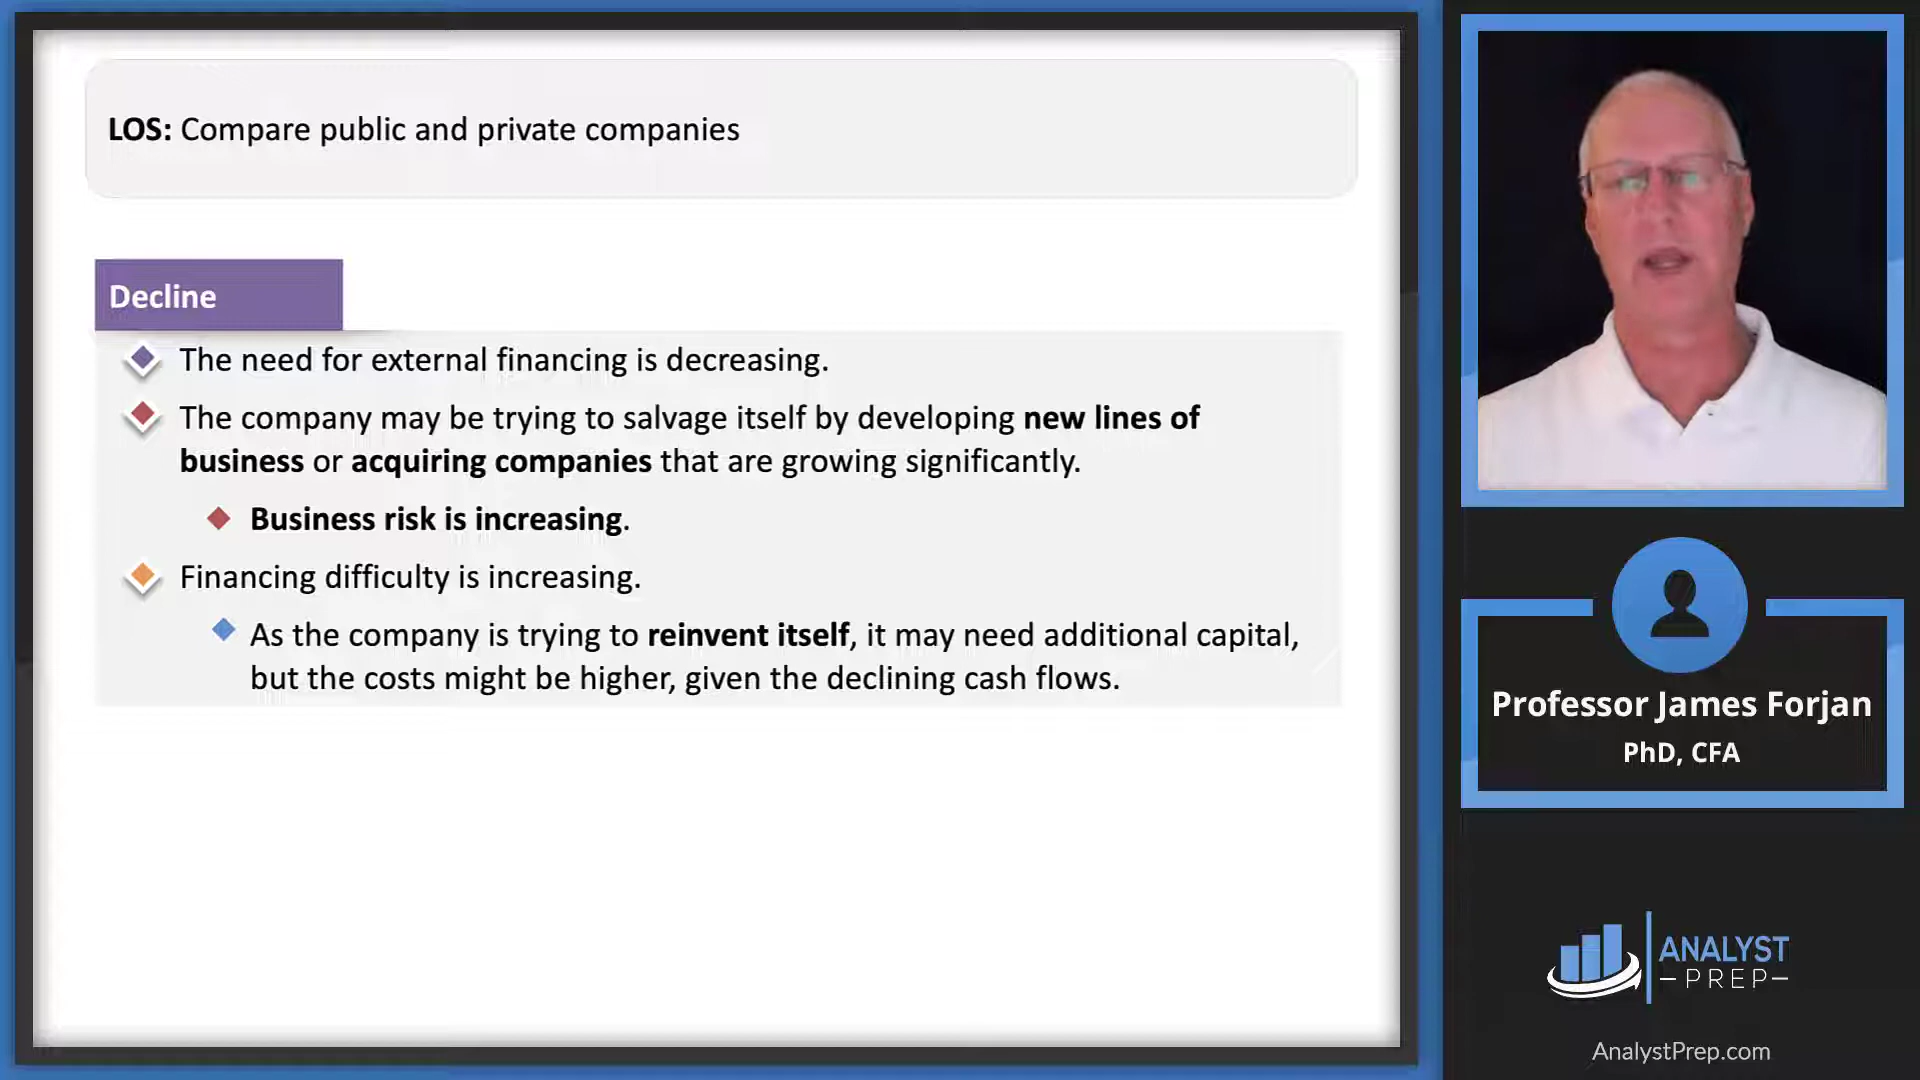 LOS: Compare public and private companies
Decline
The need for external financing is decreasing.
The company may be trying to salvage itself by developing new lines of
business or acquiring companies that are growing significantly.
Business risk is increasing.
Financing difficulty is increasing.
As the company is trying to reinvent itself, it may need additional capital,
but the costs might be higher, given the declining cash flows.
Professor James Forjan
PhD, CFA
ANALYST
PREP
AnalystPrep.com